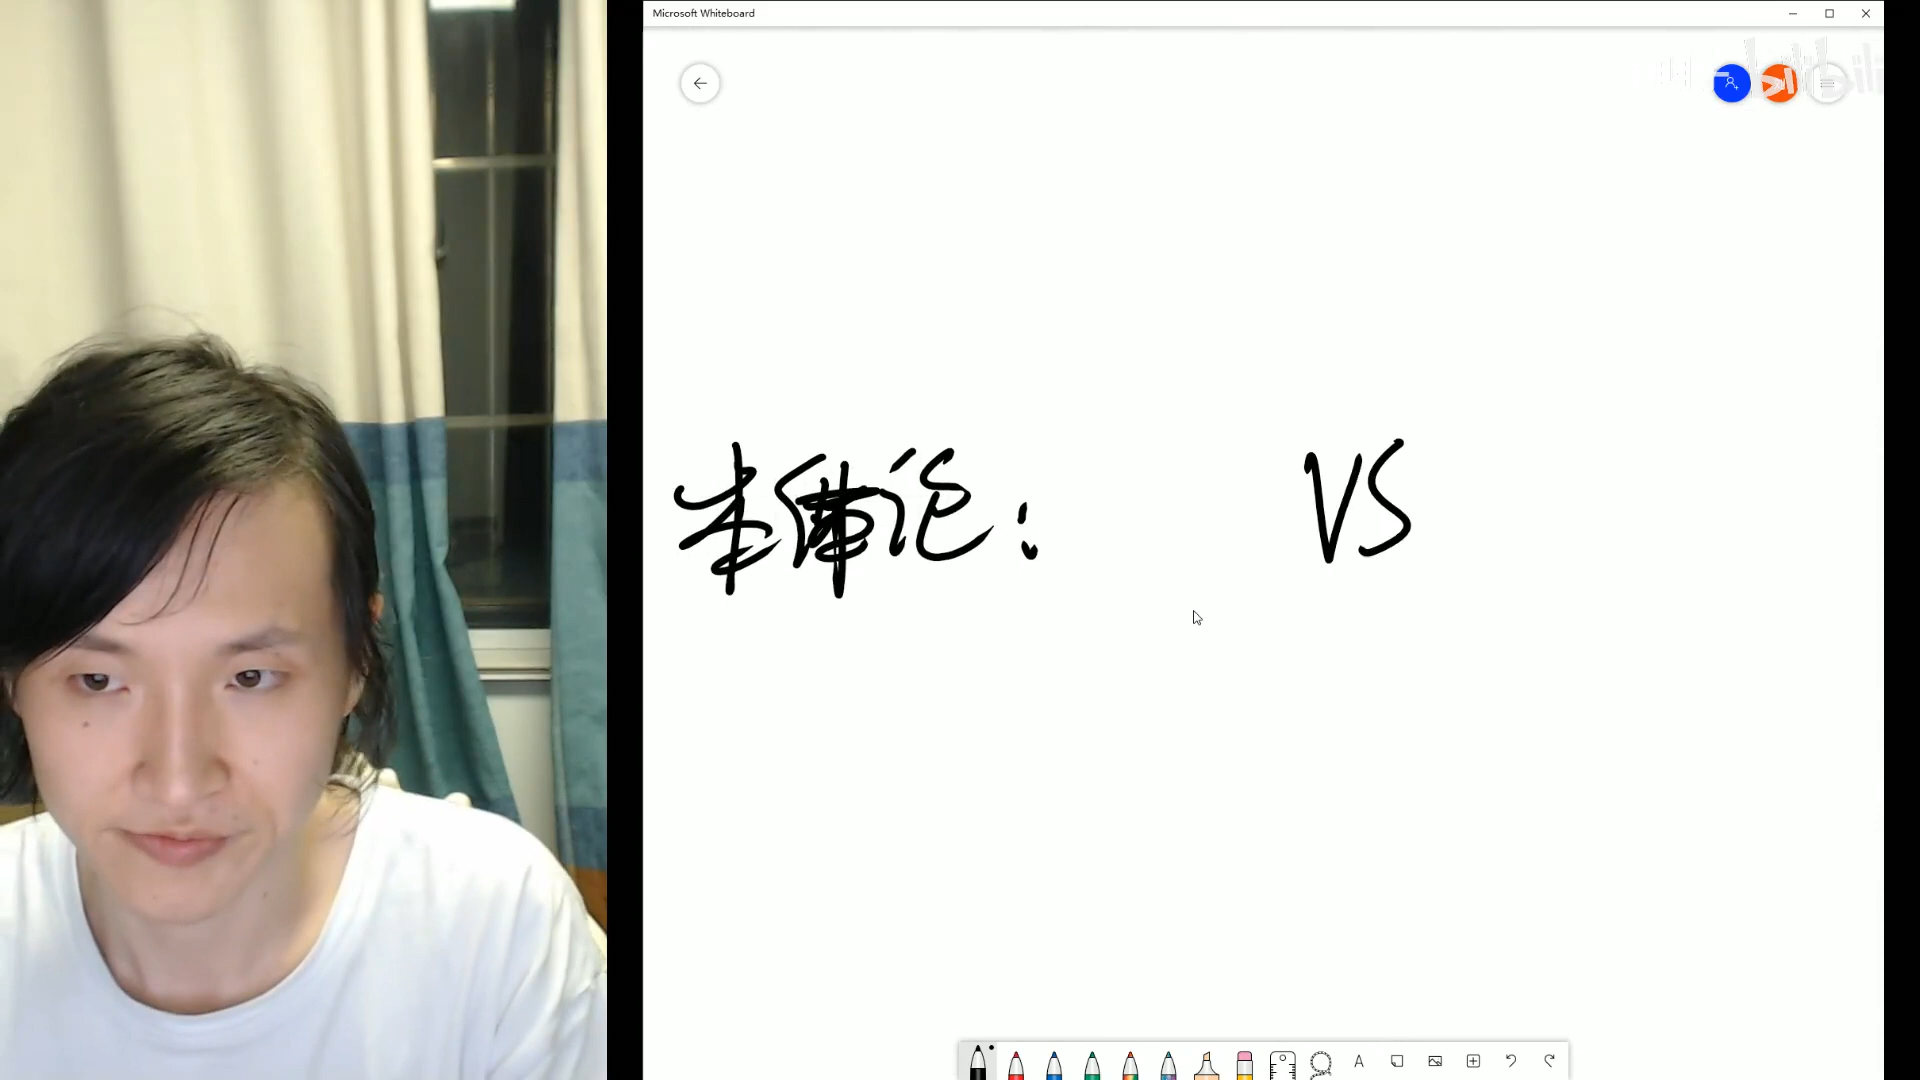 Microsoft Whiteboard
本体论： VS
A